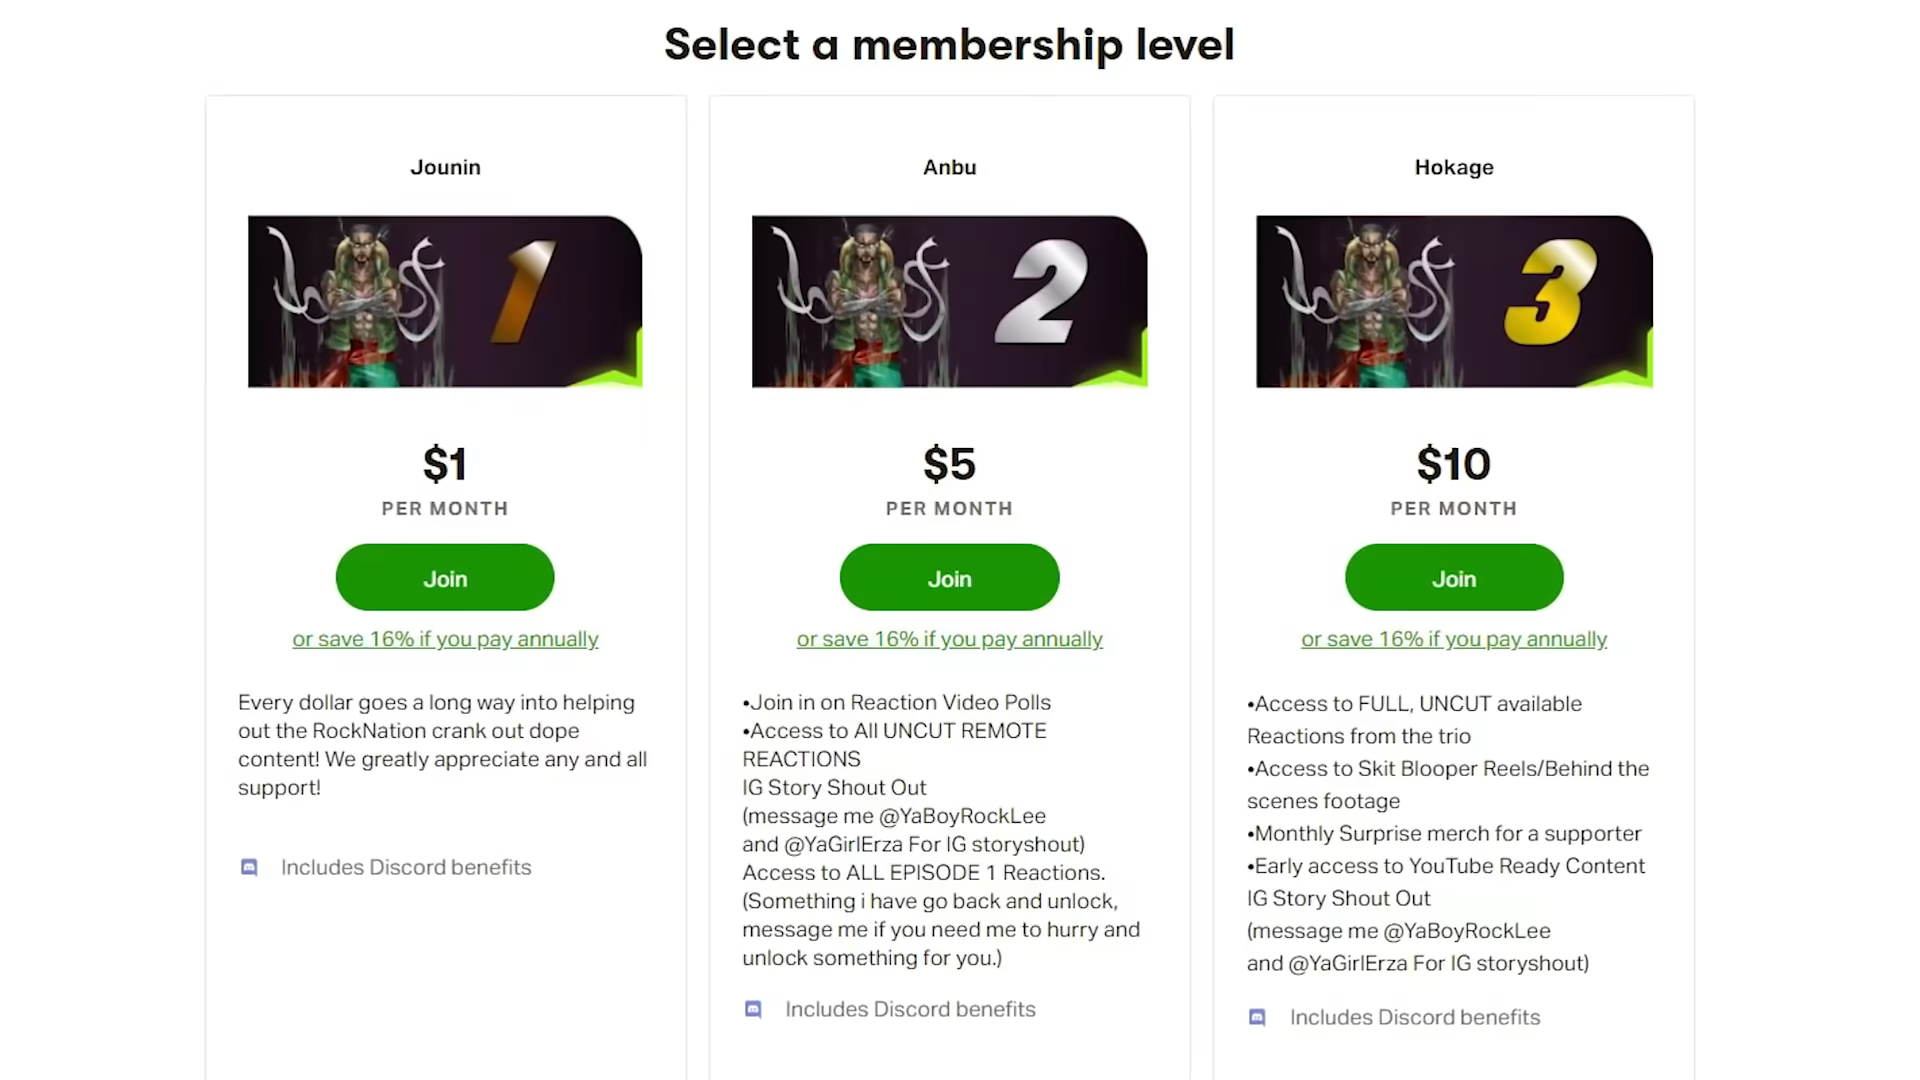 Select a membership level
Jounin
1
$1
PER MONTH
Join
or save 16% if you pay annually
Every dollar goes a long way into helping
out the RockNation crank out dope
content! We greatly appreciate any and all
support!
Includes Discord benefits
Anbu
2
$5
PER MONTH
Join
or save 16% if you pay annually
•Join in on Reaction Video Polls
•Access to All UNCUT REMOTE
REACTIONS
IG Story Shout Out
(message me @YaBoyRockLee
and @YaGirlErza For IG storyshout)
Access to ALL EPISODE 1 Reactions.
(Something i have go back and unlock,
message me if you need me to hurry and
unlock something for you.)
Includes Discord benefits
Hokage
3
$10
PER MONTH
Join
or save 16% if you pay annually
•Access to FULL, UNCUT available
Reactions from the trio
•Access to Skit Blooper Reels/Behind the
scenes footage
•Monthly Surprise merch for a supporter
•Early access to YouTube Ready Content
IG Story Shout Out
(message me @YaBoyRockLee
and @YaGirlErza For IG storyshout)
Includes Discord benefits